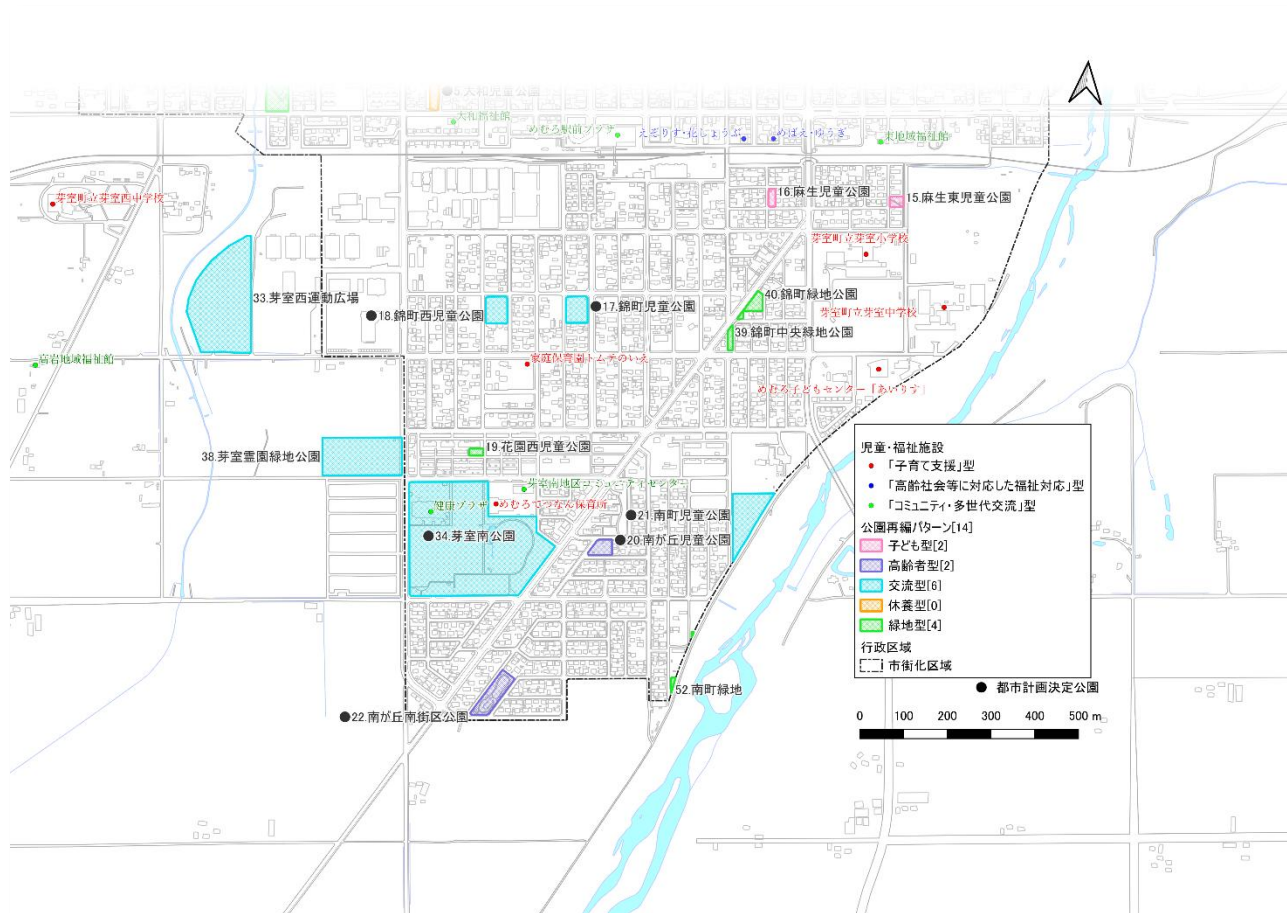 5.大和児童公園
大和福祉館
めむろ駅前プラザ
えぞりす・花しょうぶ
めばえ・ゆうぎ
東地域福祉館
芽室町立芽室西中学校
16.麻生児童公園
15.麻生東児童公園
芽室町立芽室小学校
33.芽室西運動広場
40.錦町緑地公園
18.錦町西児童公園
17.錦町児童公園
芽室町立芽室中学校
39.錦町中央緑地公園
高岩地域福祉館
家庭保育園トムテのいえ
めむろ子どもセンター「あいりす」
38.芽室霊園緑地公園
19.花園西児童公園
芽室南地区コミュニティセンター
健康プラザ
めむろてつなん保育所
21.南町児童公園
34.芽室南公園
20.南が丘児童公園
52.南町緑地
22.南が丘南街区公園
児童・福祉施設
「子育て支援」型
「高齢社会等に対応した福祉対応」型
「コミュニティ・多世代交流」型
公園再編パターン[14]
子ども型[2]
高齢者型[2]
交流型[6]
休養型[0]
緑地型[4]
行政区域
市街化区域
都市計画決定公園
0 100 200 300 400 500 m